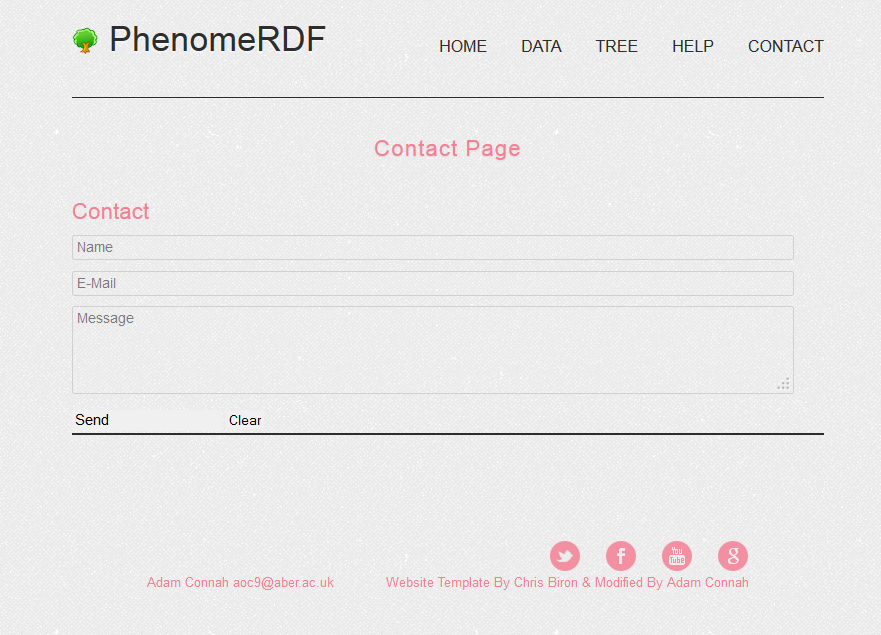 PhenomeRDF
HOME DATA TREE HELP CONTACT
Contact Page
Contact
Name
E-Mail
Message
Send Clear
You Tube
Adam Connah aoc9@aber.ac.uk Website Template By Chris Biron & Modified By Adam Connah